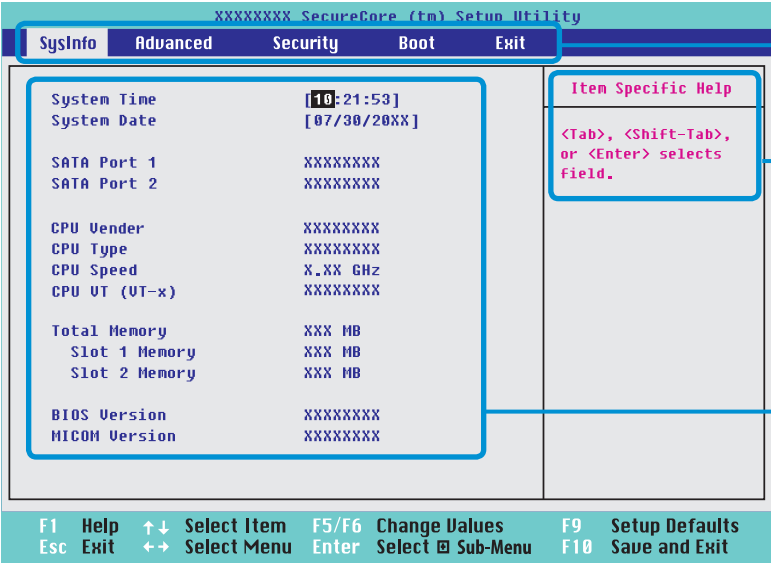 XXXXXXXX SecureCore (tm) Setup Utility
SysInfo Advanced Security Boot Exit
System Time [10:21:53]
System Date [07/30/20XX]
SATA Port 1 XXXXXXXX
SATA Port 2 XXXXXXXX
CPU Vender XXXXXXXX
CPU Type XXXXXXXX
CPU Speed X.XX GHz
CPU VT (VT-x) XXXXXXXX
Total Memory XXX MB
Slot 1 Memory XXX MB
Slot 2 Memory XXX MB
BIOS Version XXXXXXXX
MICOM Version XXXXXXXX
Item Specific Help
<Tab>, <Shift-Tab>,
or <Enter> selects
field.
F1 Help ↑↓ Select Item F5/F6 Change Values F9 Setup Defaults
Esc Exit ←→ Select Menu Enter Select Sub-Menu F10 Save and Exit